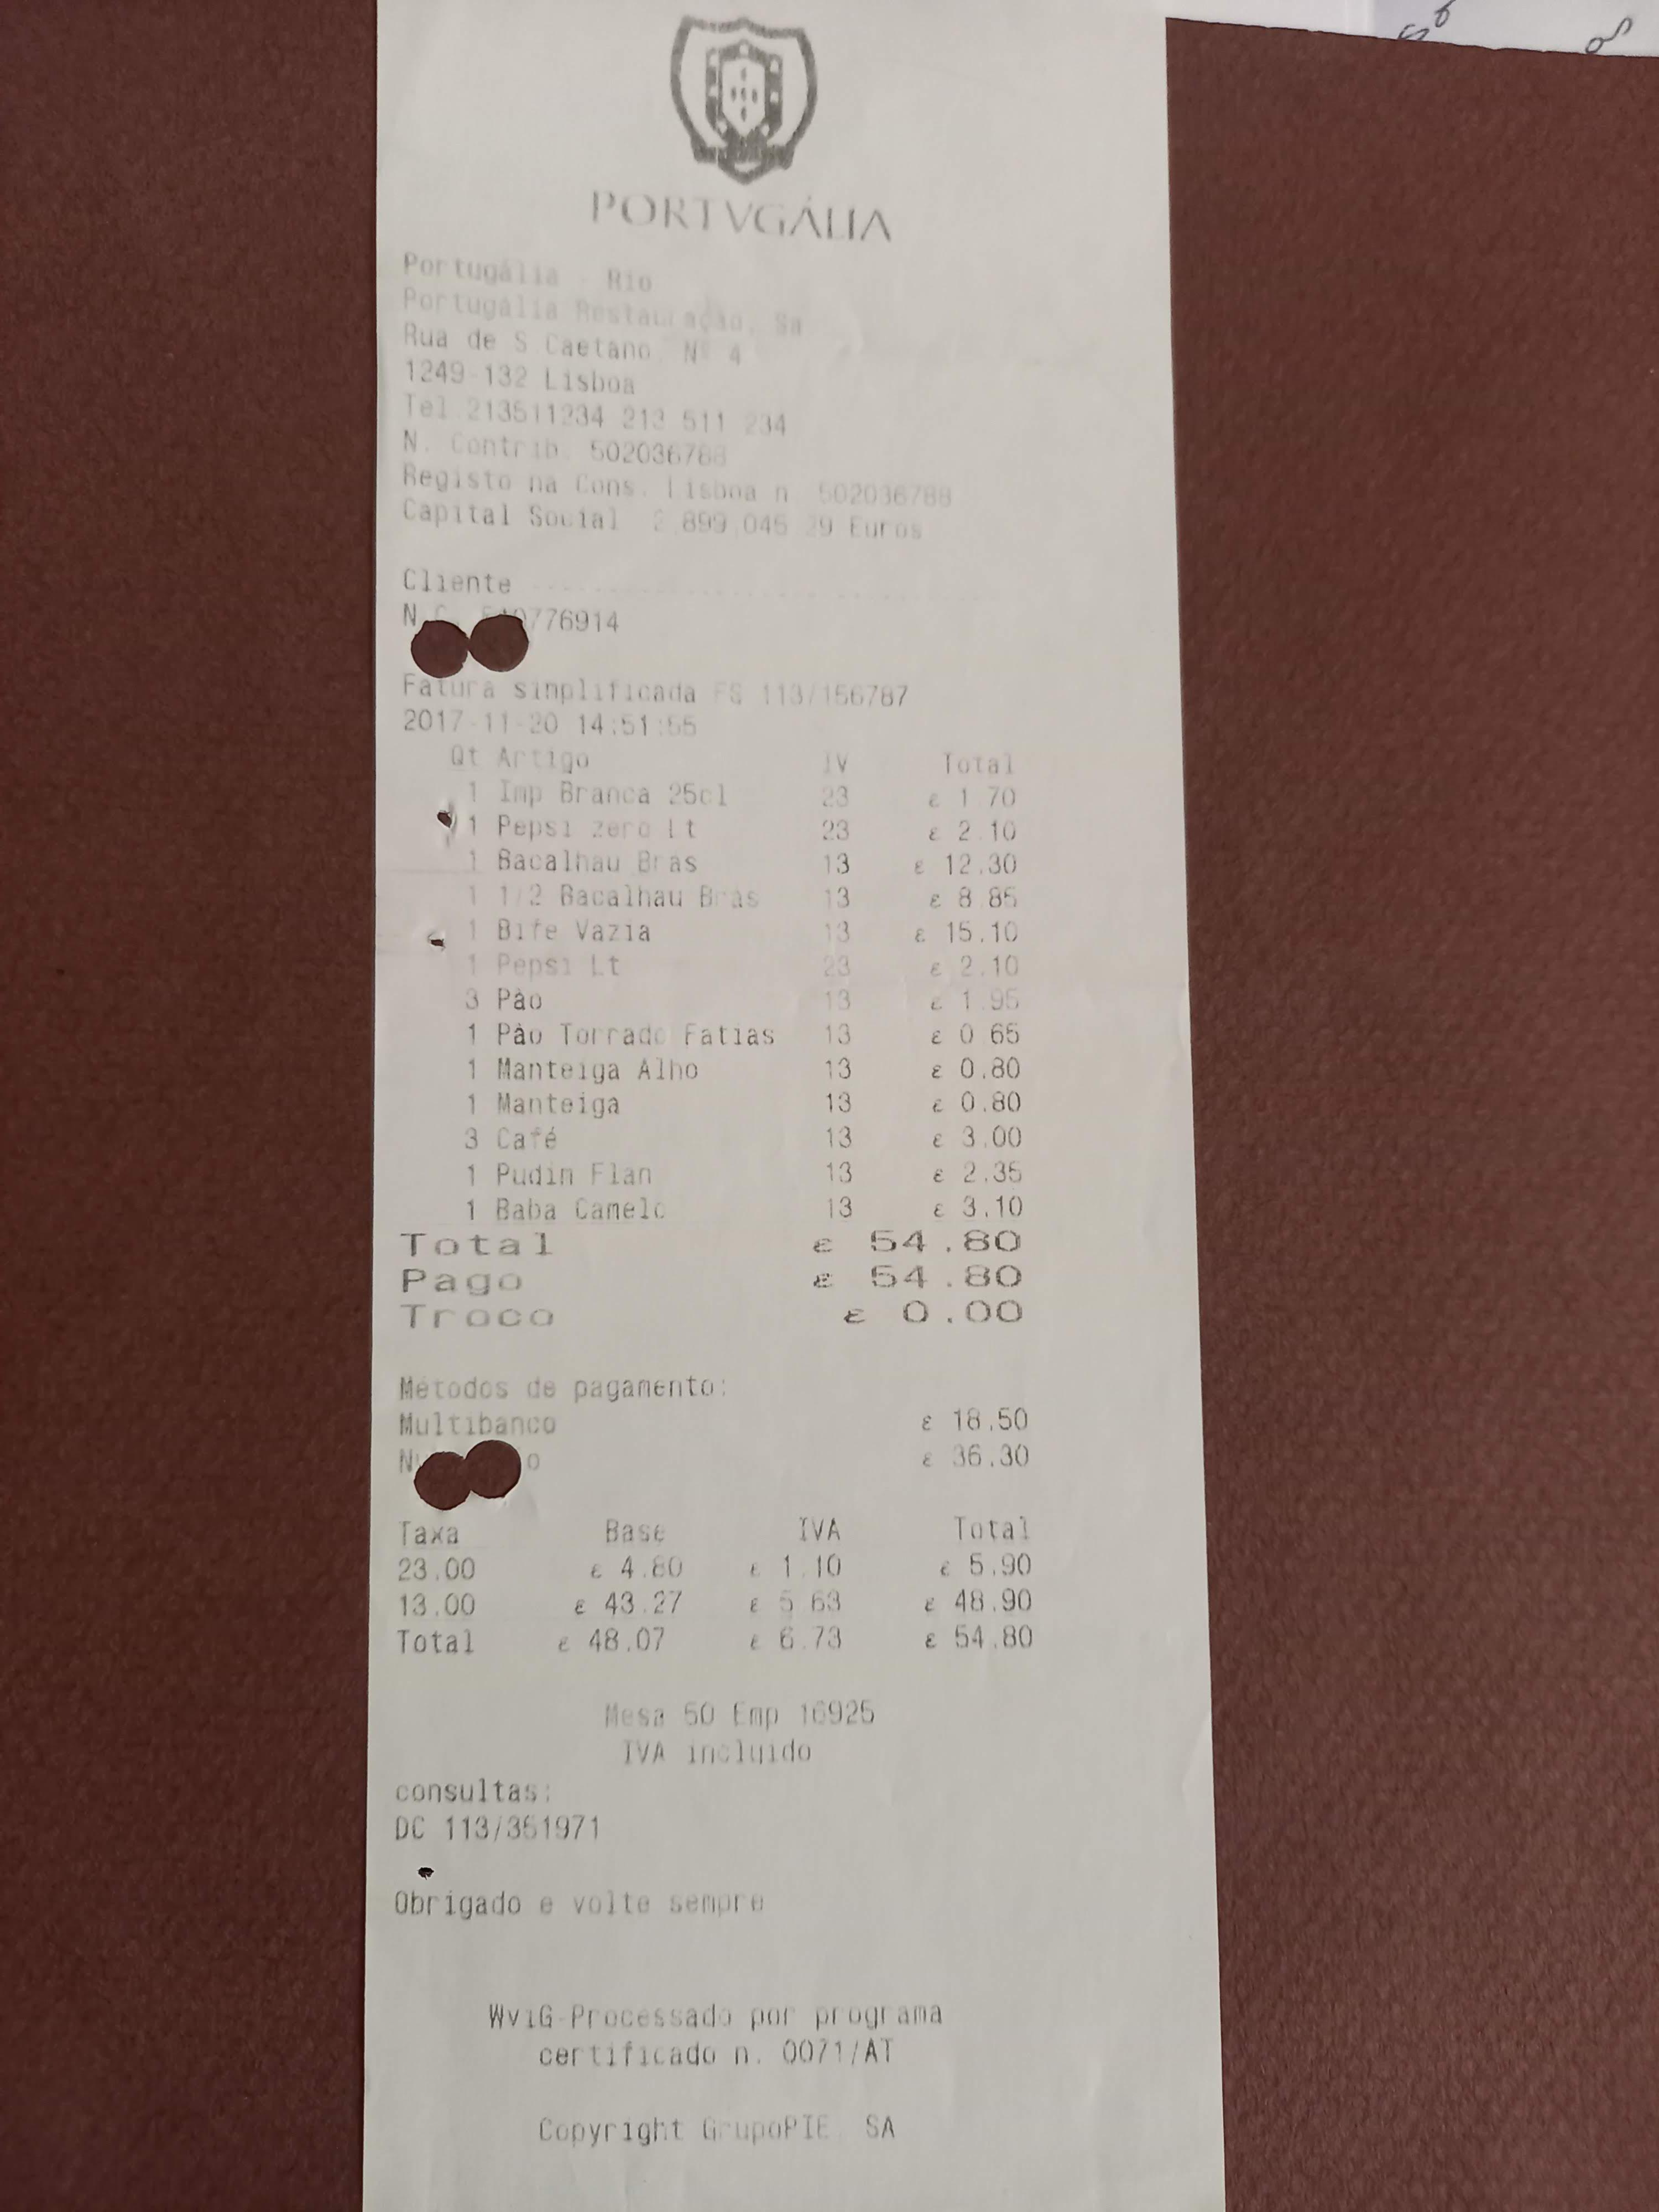 PORTVGÁLIA
Portugália - Rio
Portugália Restauração, Sa
Rua de S.Caetano, Nº 4
1249-132 Lisboa
Tel.213511234 213 511 234
N. Contrib. 502036788
Registo na Cons. Lisboa n. 502036788
Capital Social 899.045 29 Euros
Cliente
776914
Fatura simplificada FS 113/156787
2017-11-20 14:51:55
Qt Artigo IV Total
1 Imp Branca 25cl 23 € 1.70
1 Pepsi zero Lt 23 € 2.10
1 Bacalhau Bras 13 € 12.30
1 1/2 Bacalhau Brás 13 € 8.85
1 Bife Vazia 13 € 15.10
1 Pepsi Lt 23 € 2.10
3 Pão 13 € 1.95
1 Pão Torrado Fatias 13 € 0.65
1 Manteiga Alho 13 € 0.80
1 Manteiga 13 € 0.80
3 Café 13 € 3.00
1 Pudim Flan 13 € 2.35
1 Baba Camelo 13 € 3.10
Total € 54.80
Pago € 54.80
Troco € 0.00
Métodos de pagamento:
Multibanco € 18.50
€ 36.30
Taxa Base IVA Total
23.00 € 4.80 € 1.10 € 5.90
13.00 € 43.27 € 5.63 € 48.90
Total € 48.07 € 6.73 € 54.80
Mesa 50 Emp 16925
IVA incluido
consultas:
DC 113/361971
Obrigado e volte sempre
WviG-Processado por programa
certificado n. 0071/AT
Copyright GrupoPIE, SA